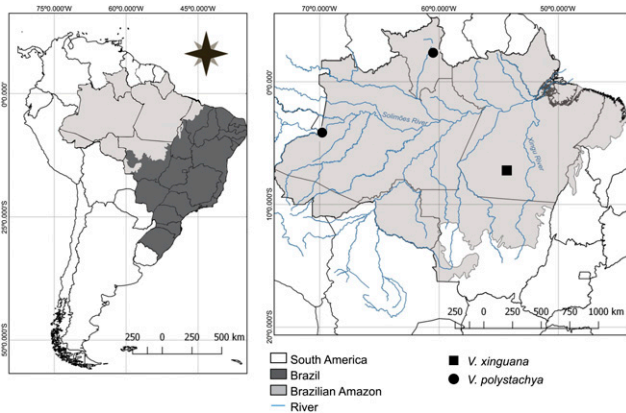 75°0.000'W 60°0.000'W 45°0.000'W
0°0.000'
25°0.000'S
50°0.000'S
250 0 250 500 km
70°0.000'W 60°0.000'W 50°0.000'W
0°0.000'
10°0.000'S
20°0.000'S
Solimões River
Xingu River
250 0 250 500 750 1000 km
South America
Brazil
Brazilian Amazon
River
V. xinguana
V. polystachya